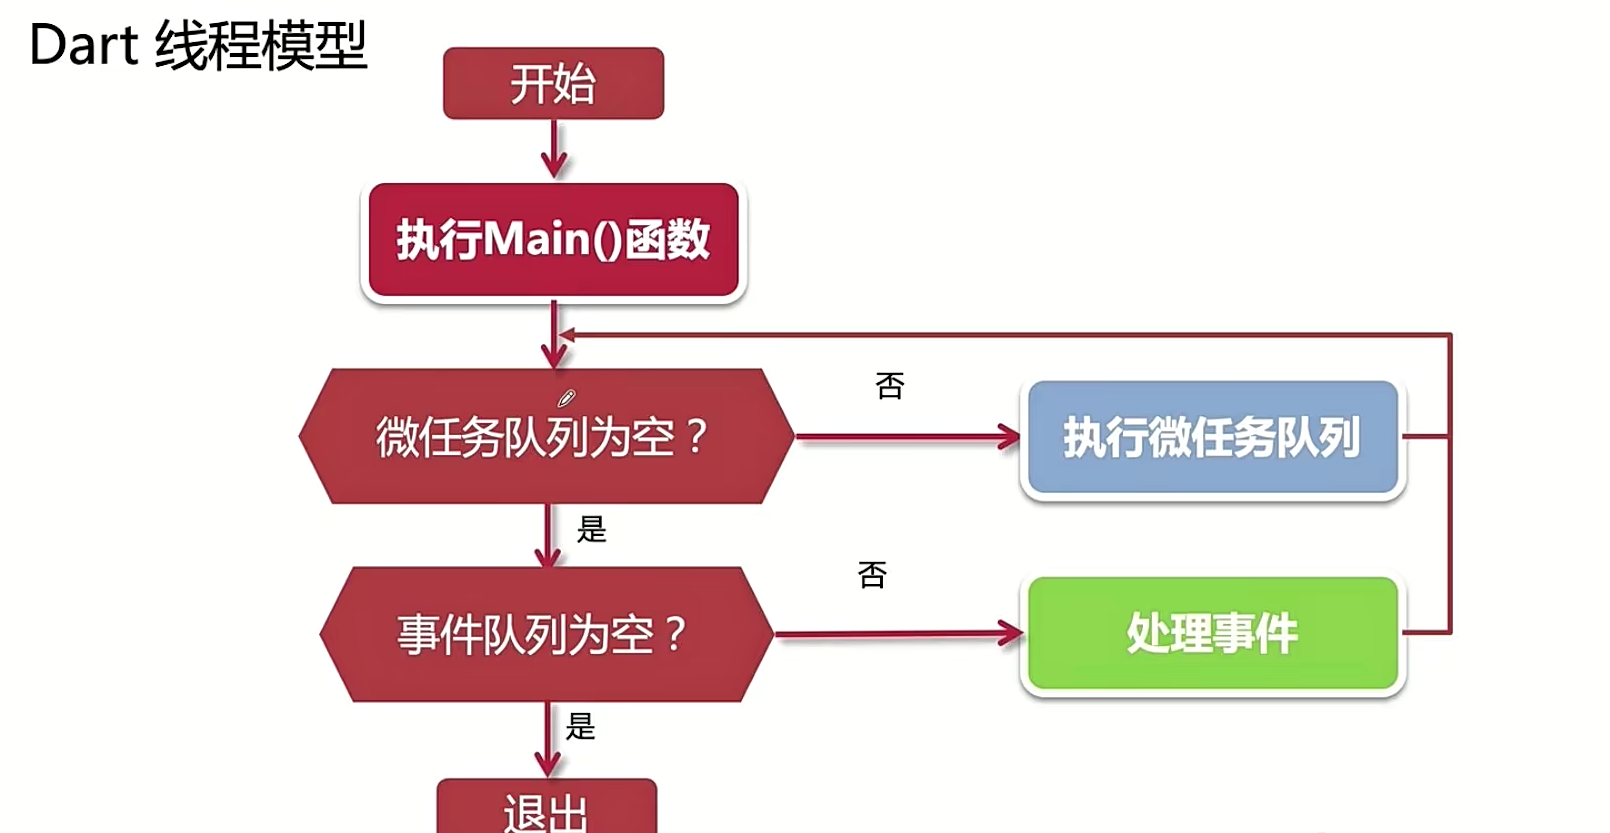 Dart 线程模型
开始
执行Main()函数
微任务队列为空？
否
执行微任务队列
是
事件队列为空？
否
处理事件
是
退出